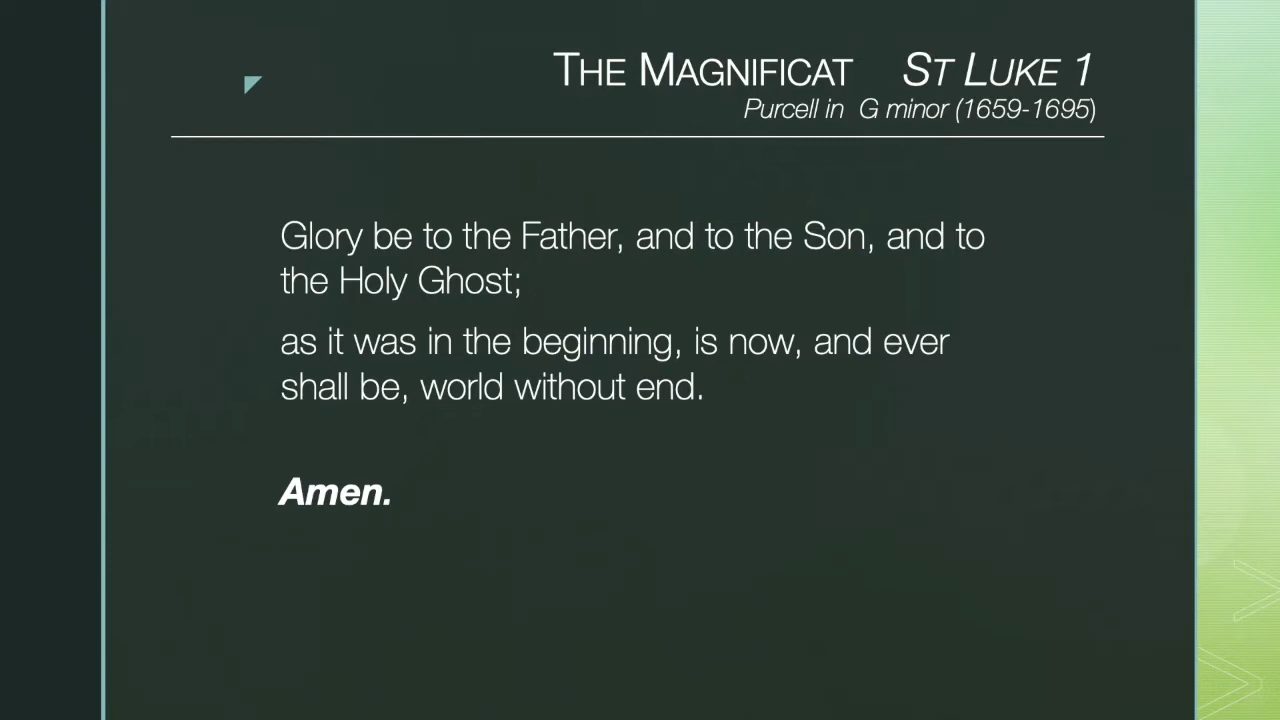 THE MAGNIFICAT ST LUKE 1
Purcell in G minor (1659-1695)
Glory be to the Father, and to the Son, and to
the Holy Ghost;
as it was in the beginning, is now, and ever
shall be, world without end.
Amen.